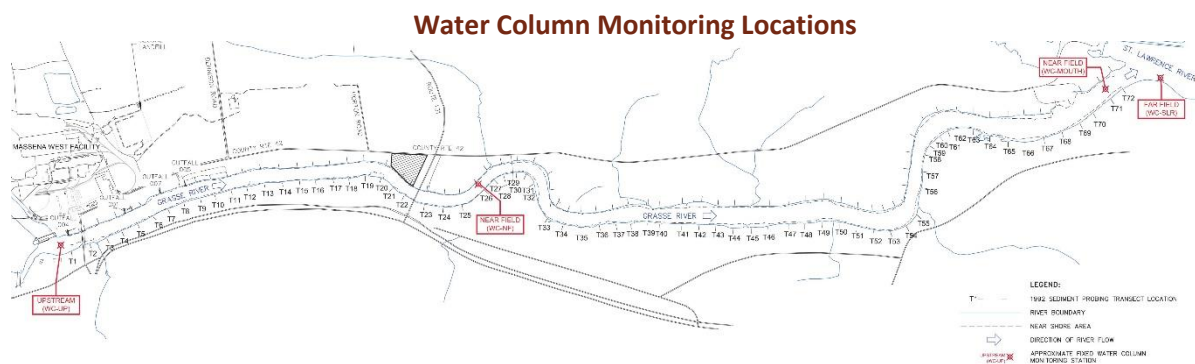 Water Column Monitoring Locations
ST. LAWRENCE RIVER
NEAR FIELD
(WC-MOUTH)
FAR FIELD
(WC-SLR)
MASSENA WEST FACILITY
OUTFALL
GRASSE RIVER
T1
T2
T4
T5
T6
T7
T8
T9
T10
T11
T12
T13
T14
T15
T16
T17
T18
T19
T20
T21
T22
T23
T24
T25
T26
T27
T28
T29
T30
T31
T32
NEAR FIELD
(WC-NF)
T33
T34
T35
T36
T37
T38
T39
T40
T41
T42
T43
T44
T45
T46
T47
T48
T49
T50
T51
T52
T53
T54
T55
T56
T57
T58
T59
T60
T61
T62
T63
T64
T65
T66
T67
T68
T69
T70
T71
T72
GRASSE RIVER
UPSTREAM
(WC-UP)
LEGEND:
1992 SEDIMENT PROBING TRANSECT LOCATION
RIVER BOUNDARY
NEAR SHORE AREA
DIRECTION OF RIVER FLOW
UPSTREAM
(WC-UP)
APPROXIMATE FIXED WATER COLUMN
MONITORING STATION